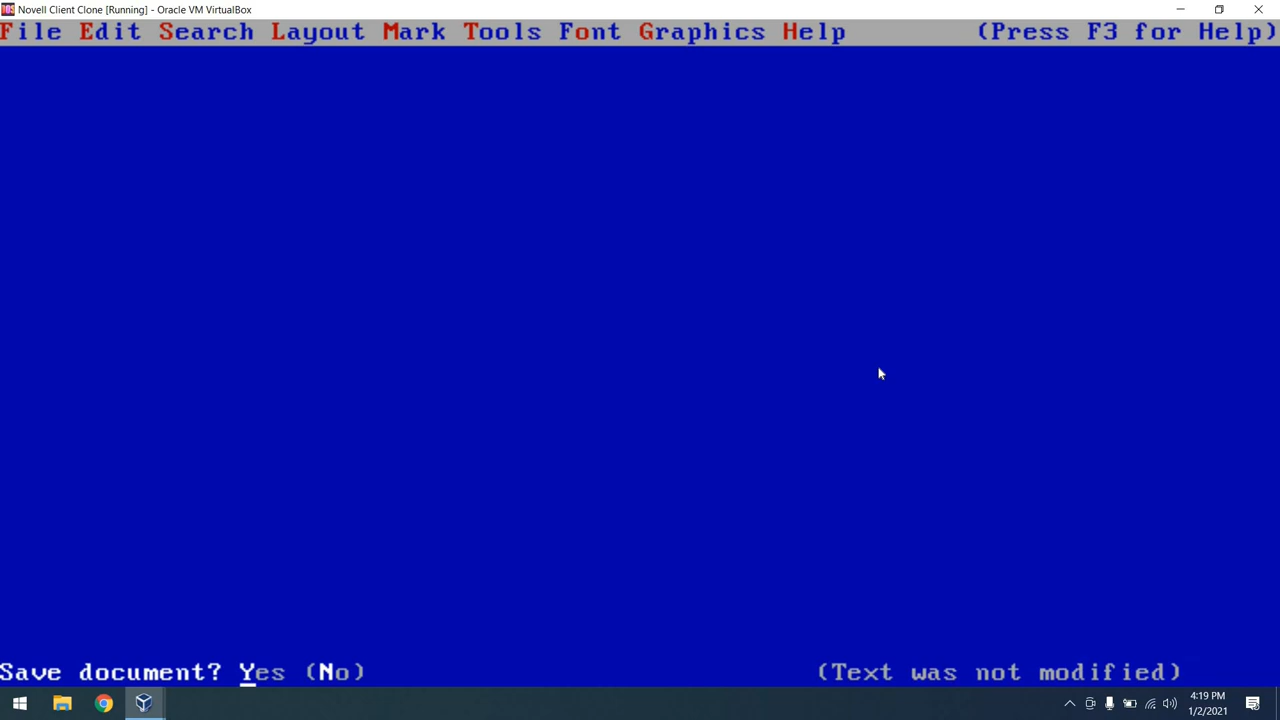 Novell Client Clone [Running] - Oracle VM VirtualBox
File Edit Search Layout Mark Tools Font Graphics Help (Press F3 for Help)
Save document? Yes (No) (Text was not modified)
4:19 PM
1/2/2021